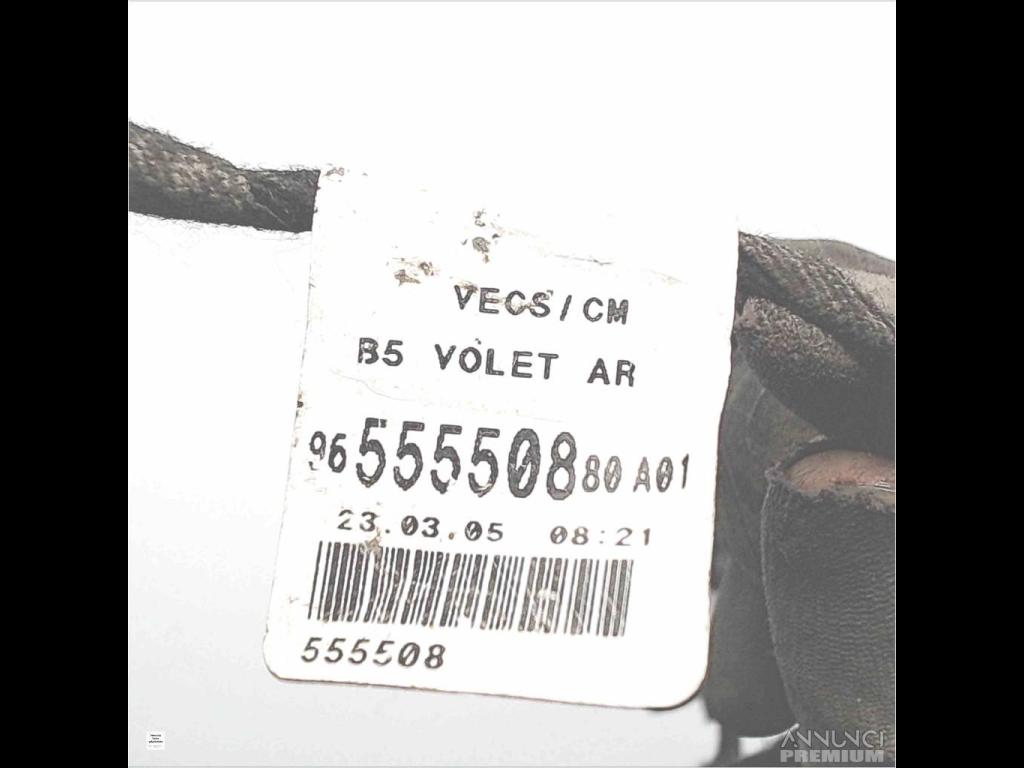 VECS/CM
B5 VOLET AR
96 555508 80 A01
23.03.05 08:21
555508
ANNUNCI
PREMIUM